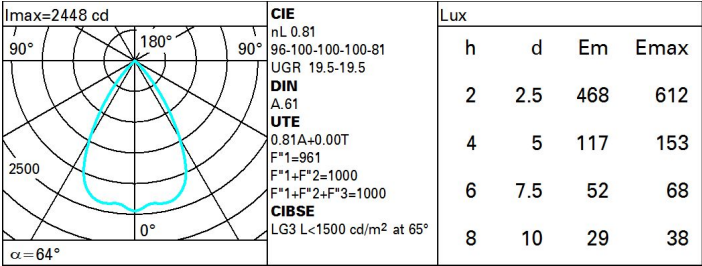 Imax=2448 cd
90°
180°
90°
2500
0°
α=64°
CIE
nL 0.81
96-100-100-100-81
UGR 19.5-19.5
DIN
A.61
UTE
0.81A+0.00T
F"1=961
F"1+F"2=1000
F"1+F"2+F"3=1000
CIBSE
LG3 L<1500 cd/m² at 65°
Lux
h d Em Emax
2 2.5 468 612
4 5 117 153
6 7.5 52 68
8 10 29 38